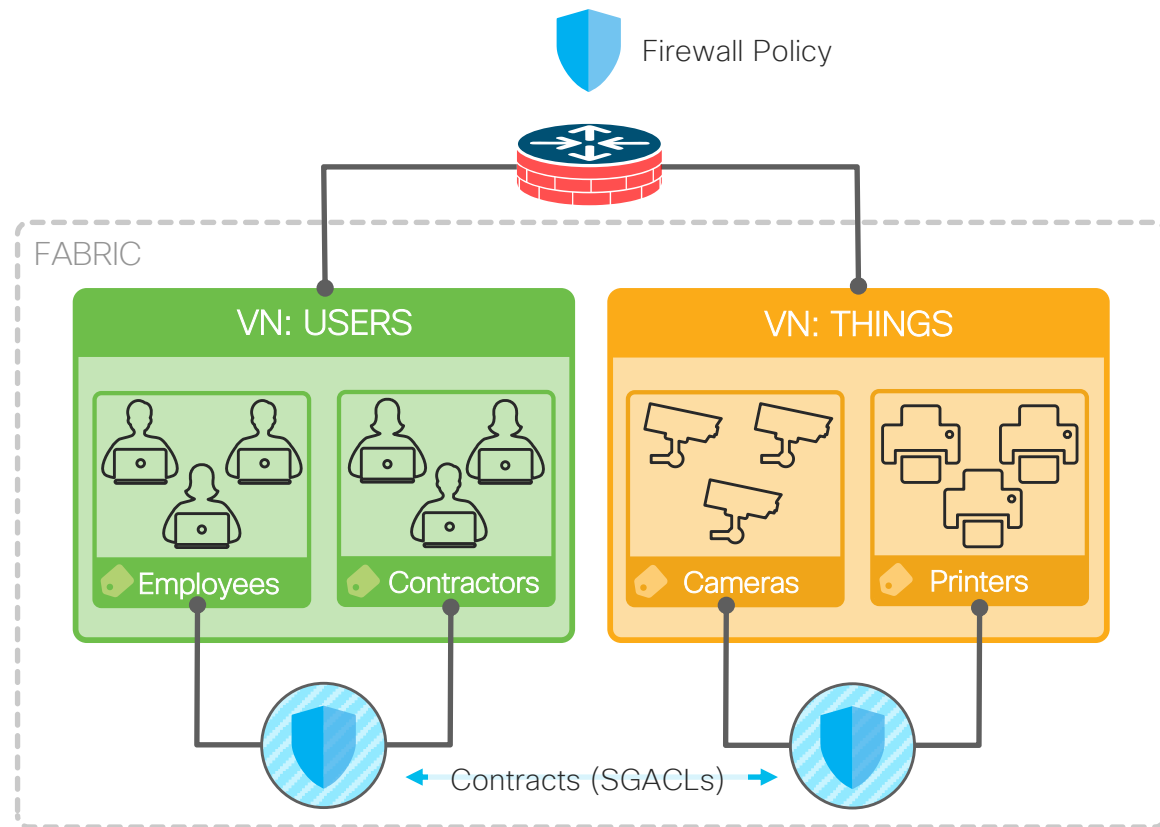 Firewall Policy
FABRIC
VN: USERS
VN: THINGS
Employees
Contractors
Cameras
Printers
Contracts (SGACLs)